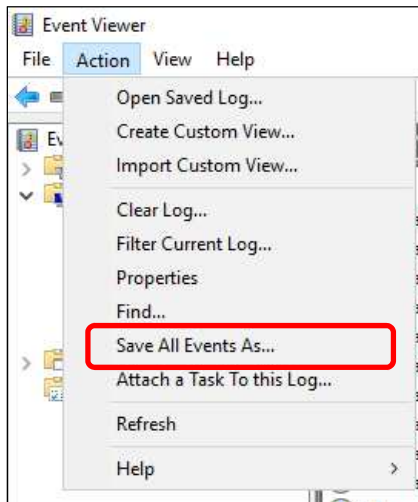 Event Viewer
File Action View Help
Open Saved Log...
Create Custom View...
Import Custom View...
Clear Log...
Filter Current Log...
Properties
Find...
Save All Events As...
Attach a Task To this Log...
Refresh
Help